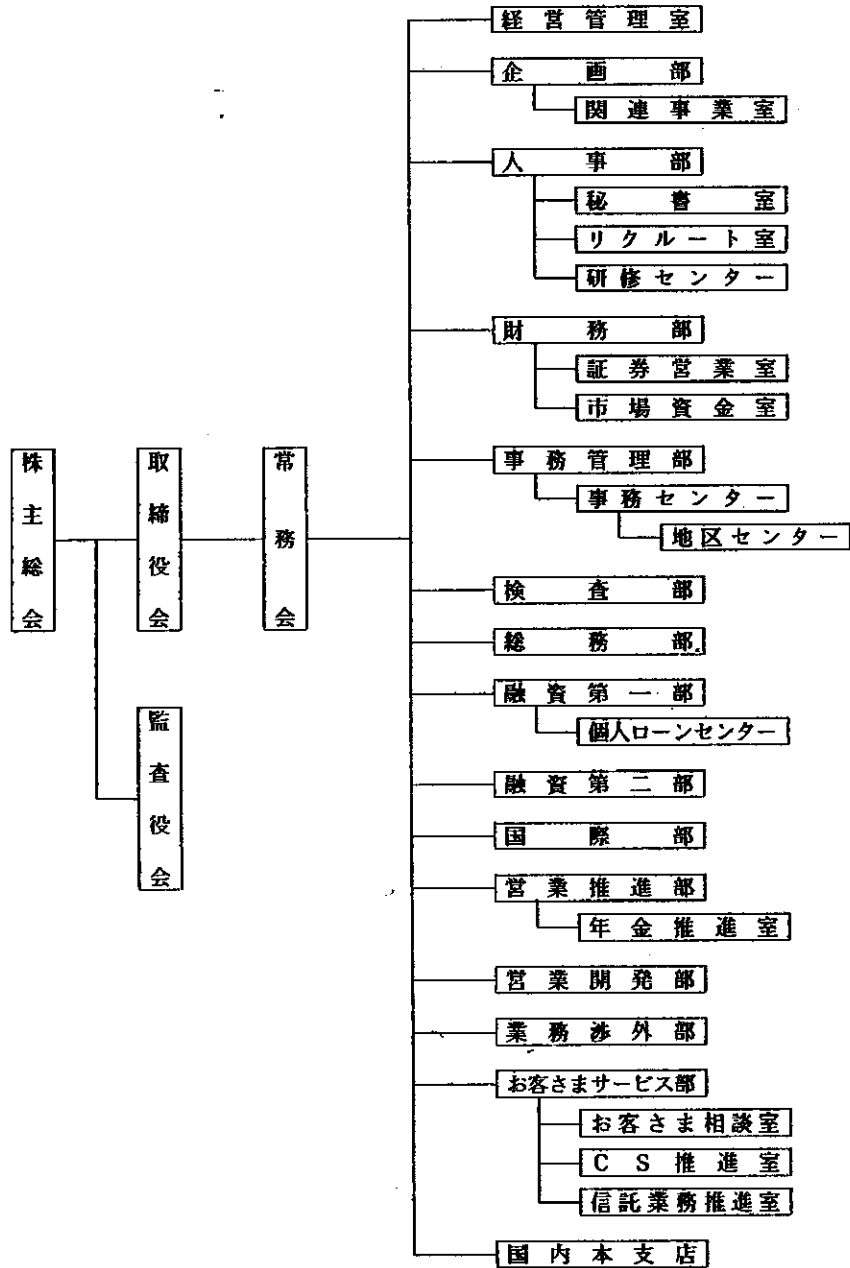 経営管理室
企画部
関連事業室
人事部
秘書室
リクルート室
研修センター
財務部
証券営業室
市場資金室
株主総会
取締役会
常務会
事務管理部
事務センター
地区センター
検査部
総務部
融資第一部
個人ローンセンター
監査役会
融資第二部
国際部
営業推進部
年金推進室
営業開発部
業務渉外部
お客さまサービス部
お客さま相談室
CS推進室
信託業務推進室
国内本支店